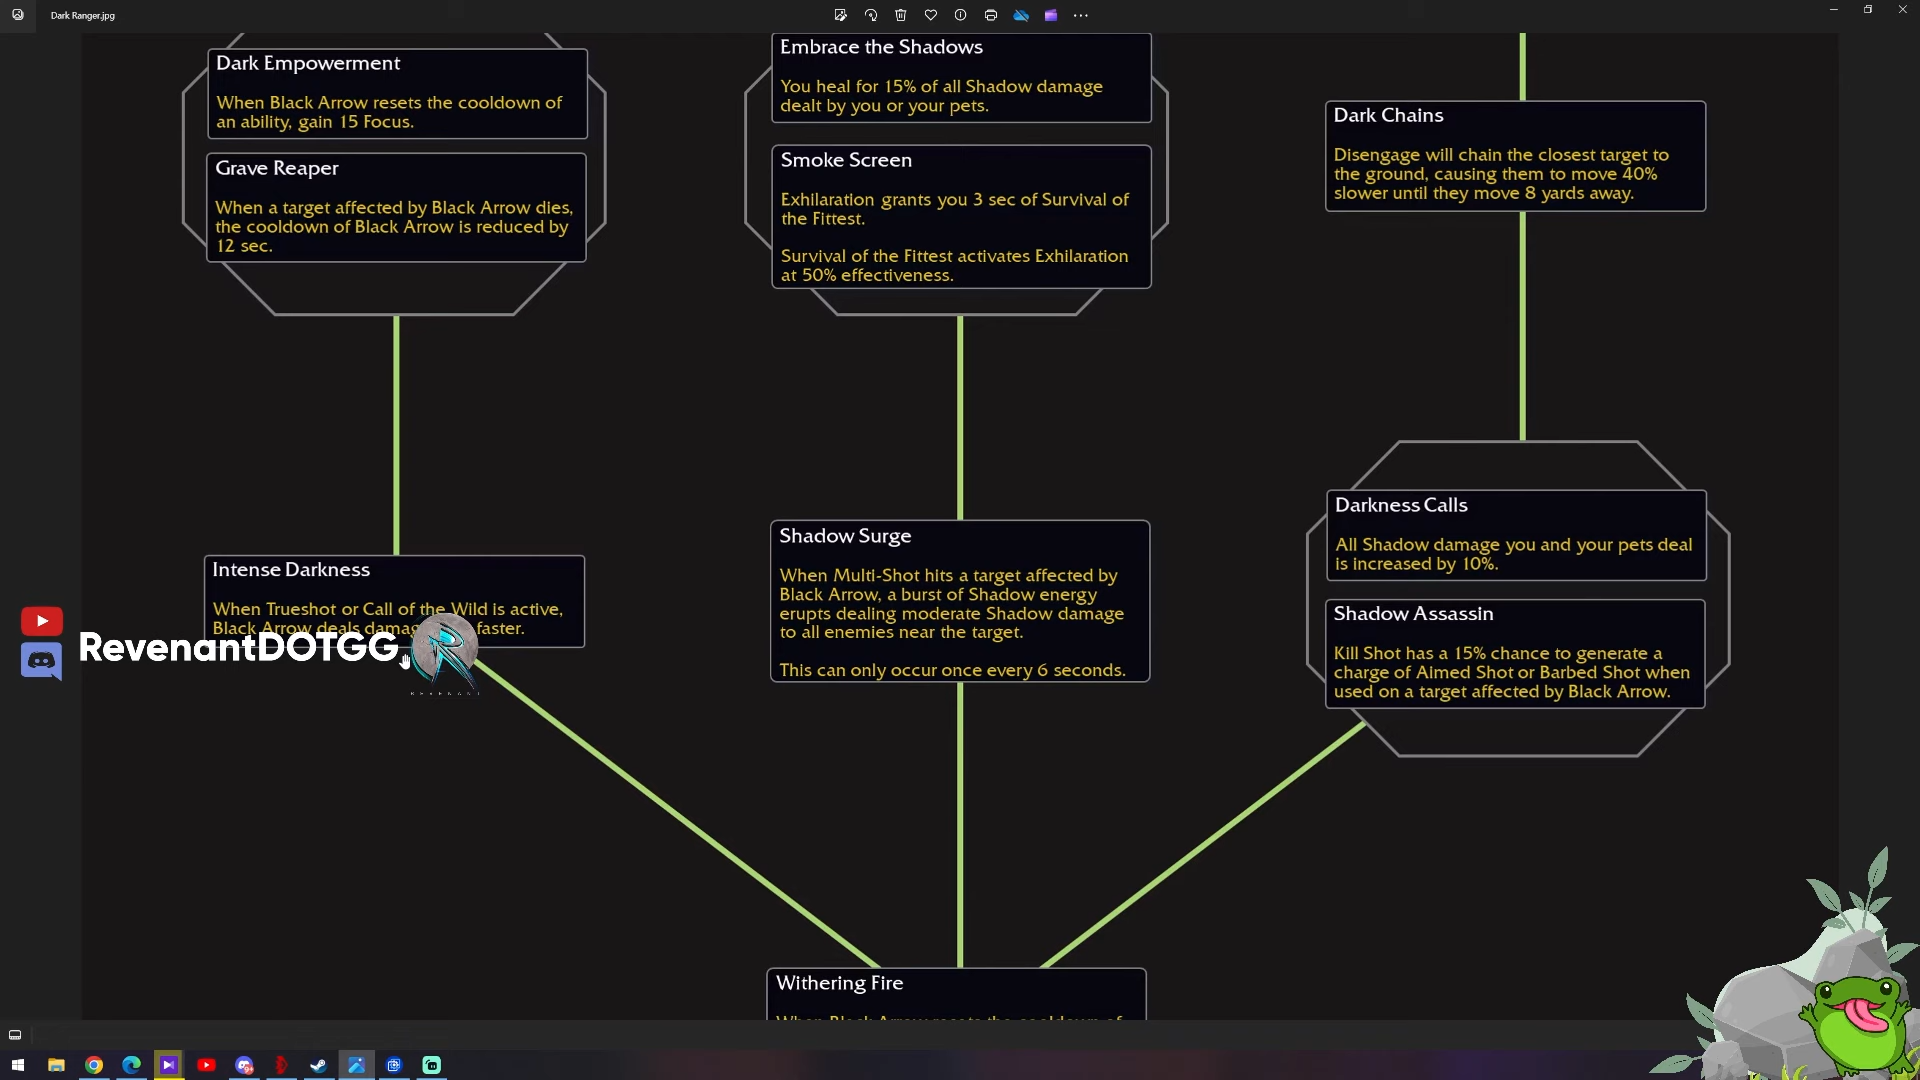 Dark Ranger.jpg
Dark Empowerment
When Black Arrow resets the cooldown of
an ability, gain 15 Focus.
Grave Reaper
When a target affected by Black Arrow dies,
the cooldown of Black Arrow is reduced by
12 sec.
Embrace the Shadows
You heal for 15% of all Shadow damage
dealt by you or your pets.
Smoke Screen
Exhilaration grants you 3 sec of Survival of
the Fittest.
Survival of the Fittest activates Exhilaration
at 50% effectiveness.
Dark Chains
Disengage will chain the closest target to
the ground, causing them to move 40%
slower until they move 8 yards away.
Intense Darkness
When Trueshot or Call of the Wild is active,
Black Arrow deals faster.
RevenantDOTGG
REVENANT
Shadow Surge
When Multi-Shot hits a target affected by
Black Arrow, a burst of Shadow energy
erupts dealing moderate Shadow damage
to all enemies near the target.
This can only occur once every 6 seconds.
Darkness Calls
All Shadow damage you and your pets deal
is increased by 10%.
Shadow Assassin
Kill Shot has a 15% chance to generate a
charge of Aimed Shot or Barbed Shot when
used on a target affected by Black Arrow.
Withering Fire